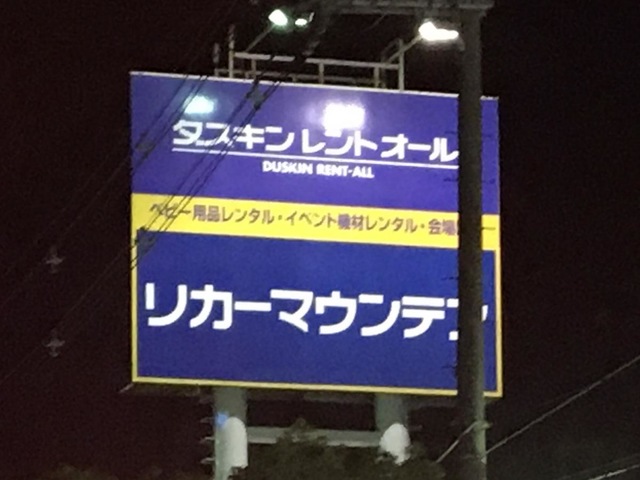 ダスキンレントオール
DUSKIN RENT-ALL
ベビー用品レンタル・イベント機材レンタル・会場
リカーマウンテン